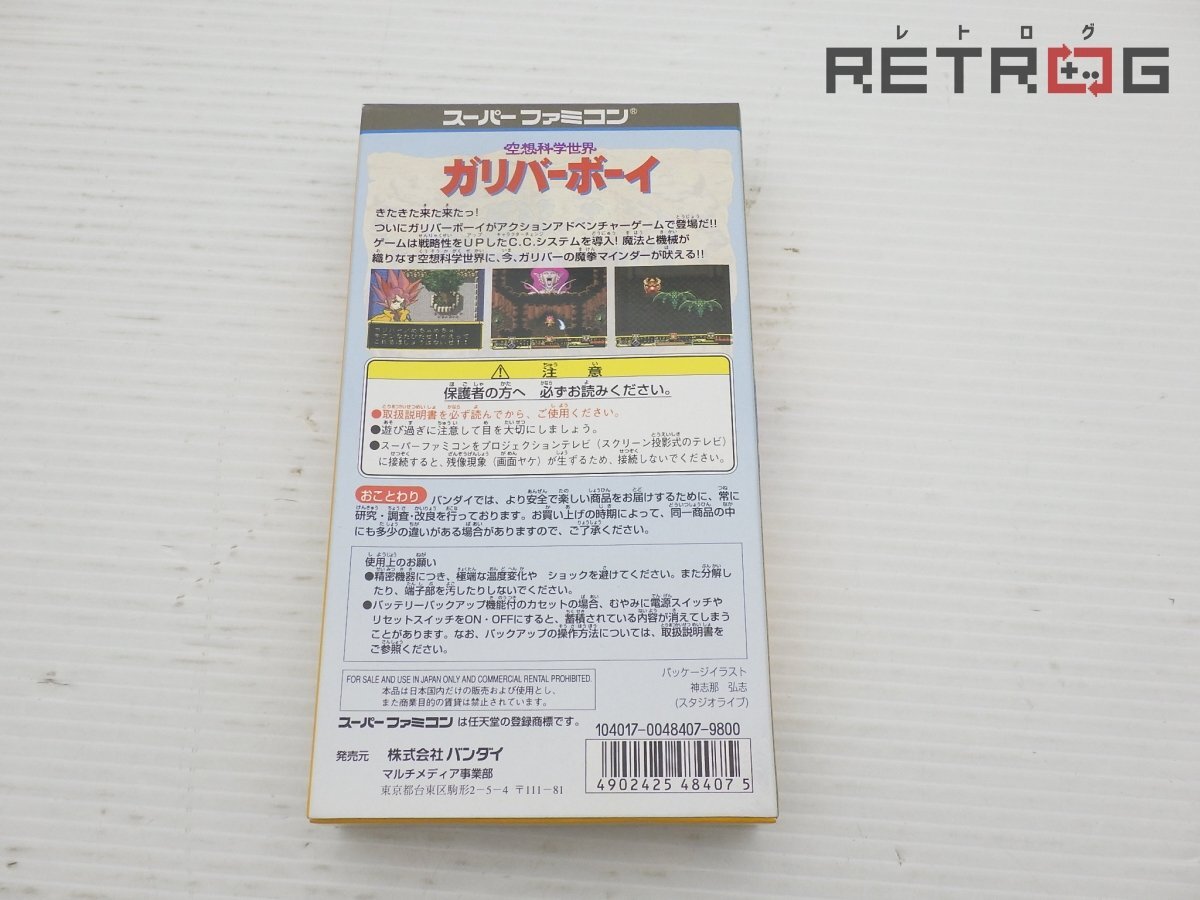 レトログ
RETROG
スーパーファミコン®
空想科学世界
ガリバーボーイ
きたきた来た来たっ!
ついにガリバーボーイがアクションアドベンチャーゲームで登場だ!!
ゲームは戦略性をUPしたC.C.システムを導入!魔法と機械が
織りなす空想科学世界に、今、ガリバーの魔拳マインダーが吠える!!
注 意
保護者の方へ 必ずお読みください。
●取扱説明書を必ず読んでから、ご使用ください。
●遊び過ぎに注意して目を大切にしましょう。
●スーパーファミコンをプロジェクションテレビ(スクリーン投影式のテレビ)
に接続すると、残像現象(画面ヤケ)が生ずるため、接続しないでください。
おことわり バンダイでは、より安全で楽しい商品をお届けするために、常に
研究・調査・改良を行っております。お買い上げの時期によって、同一商品の中
にも多少の違いがある場合がありますので、ご了承ください。
使用上のお願い
●精密機器につき、極端な温度変化や ショックを避けてください。また分解し
たり、端子部を汚したりしないでください。
●バッテリーバックアップ機能付のカセットの場合、むやみに電源スイッチや
リセットスイッチをON・OFFにすると、蓄積されている内容が消えてしまう
ことがあります。なお、バックアップの操作方法については、取扱説明書を
ご参照ください。
FOR SALE AND USE IN JAPAN ONLY AND COMMERCIAL RENTAL PROHIBITED.
本品は日本国内だけの販売および使用とし、
また商業目的の賃貸は禁止されています。
パッケージイラスト
神志那 弘志
(スタジオライブ)
スーパーファミコン は任天堂の登録商標です。
104017-0048407-9800
発売元 株式会社 バンダイ
マルチメディア事業部
東京都台東区駒形2-5-4 〒111-81
4902425 484075